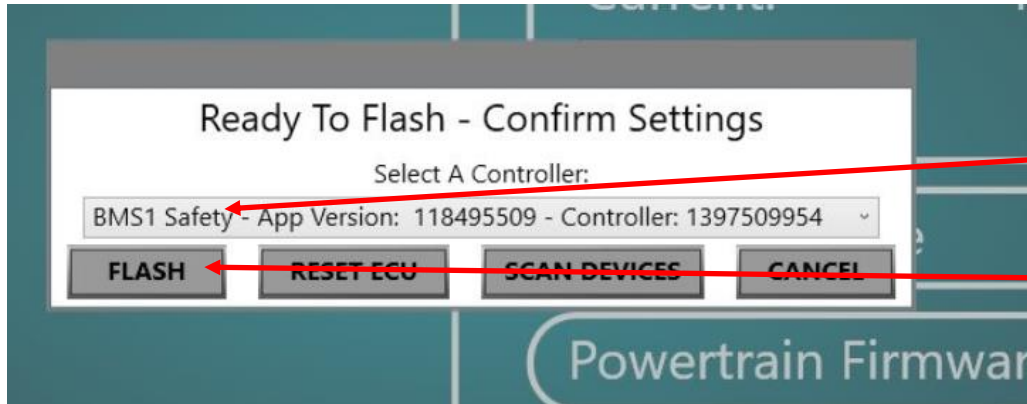 Current:
Ready To Flash - Confirm Settings
Select A Controller:
BMS1 Safety - App Version: 118495509 - Controller: 1397509954
FLASH RESET ECU SCAN DEVICES CANCEL
Powertrain Firmwar